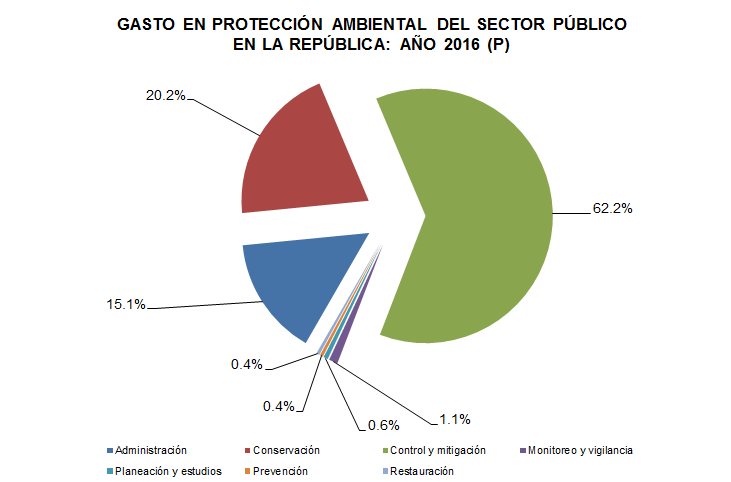 GASTO EN PROTECCIÓN AMBIENTAL DEL SECTOR PÚBLICO
EN LA REPÚBLICA: AÑO 2016 (P)
20.2%
62.2%
15.1%
0.4%
0.4%
0.6%
1.1%
Administración
Conservación
Control y mitigación
Monitoreo y vigilancia
Planeación y estudios
Prevención
Restauración